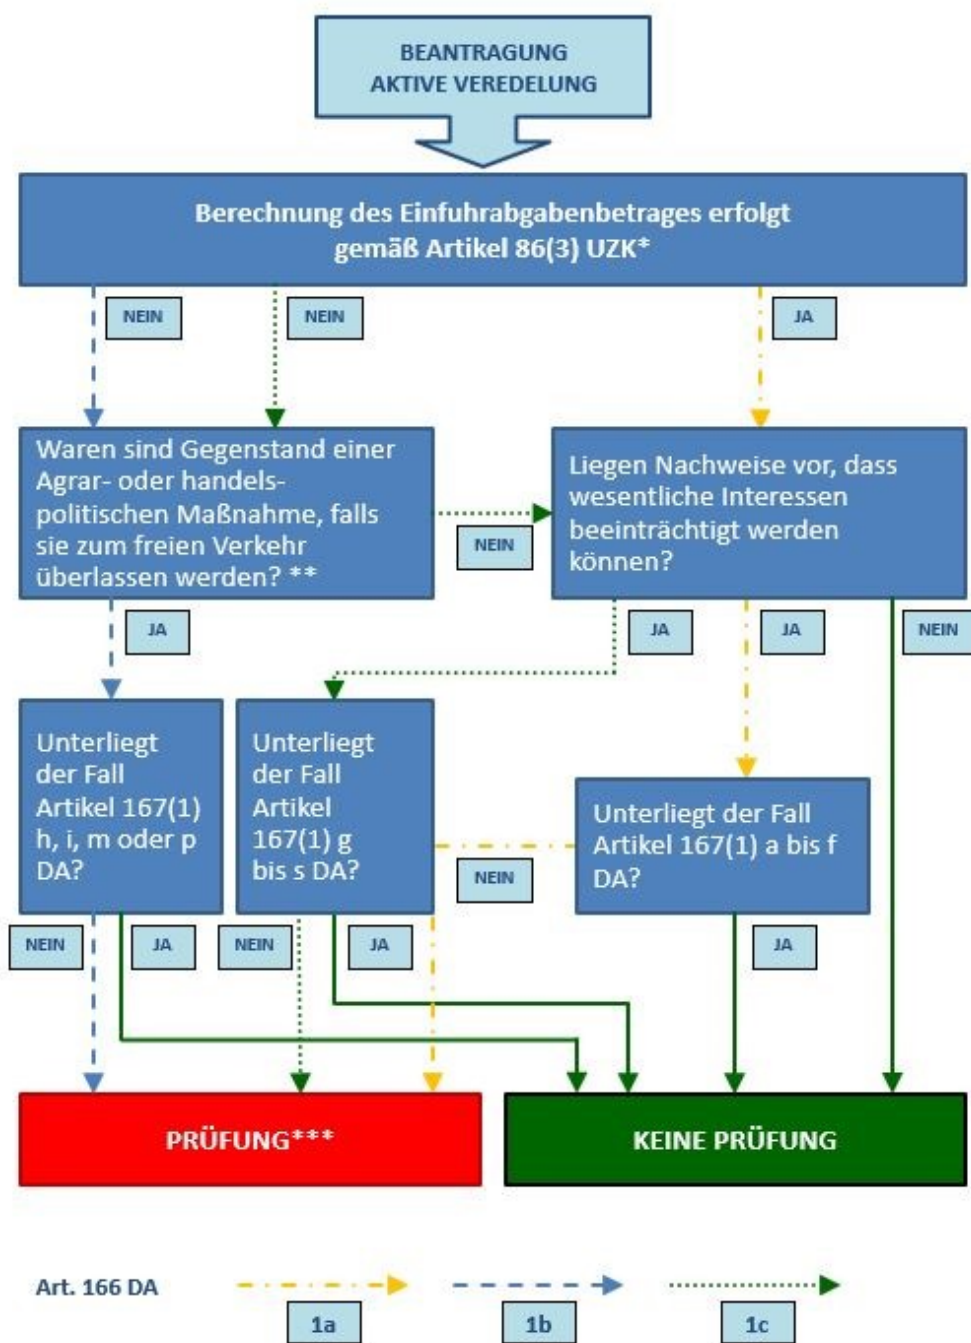 BEANTRAGUNG
AKTIVE VEREDELUNG
Berechnung des Einfuhrabgabenbetrages erfolgt
gemäß Artikel 86(3) UZK*
NEIN
NEIN
JA
Waren sind Gegenstand einer
Agrar- oder handels-
politischen Maßnahme, falls
sie zum freien Verkehr
überlassen werden? **
NEIN
Liegen Nachweise vor, dass
wesentliche Interessen
beeinträchtigt werden
können?
JA
JA
JA
NEIN
Unterliegt
der Fall
Artikel 167(1)
h, i, m oder p
DA?
Unterliegt
der Fall
Artikel
167(1) g
bis s DA?
NEIN
Unterliegt der Fall
Artikel 167(1) a bis f
DA?
NEIN
JA
NEIN
JA
JA
PRÜFUNG***
KEINE PRÜFUNG
Art. 166 DA
1a
1b
1c